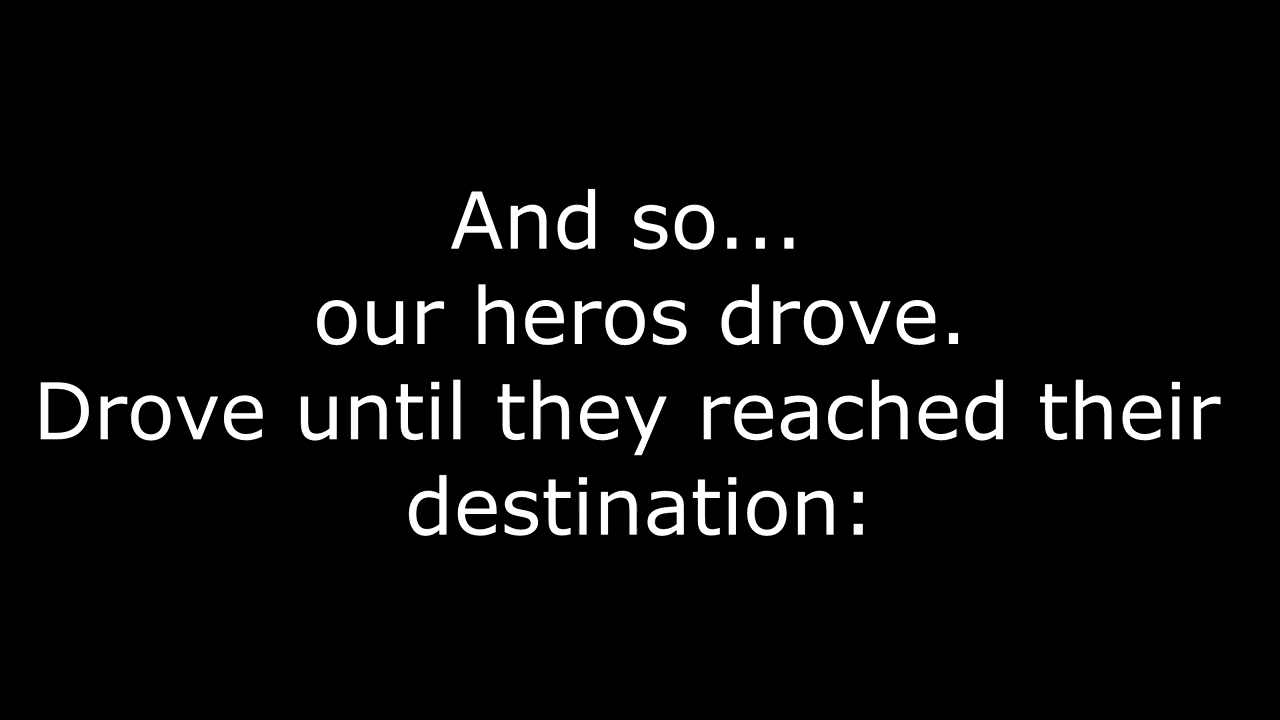 And so...
our heros drove.
Drove until they reached their
destination: